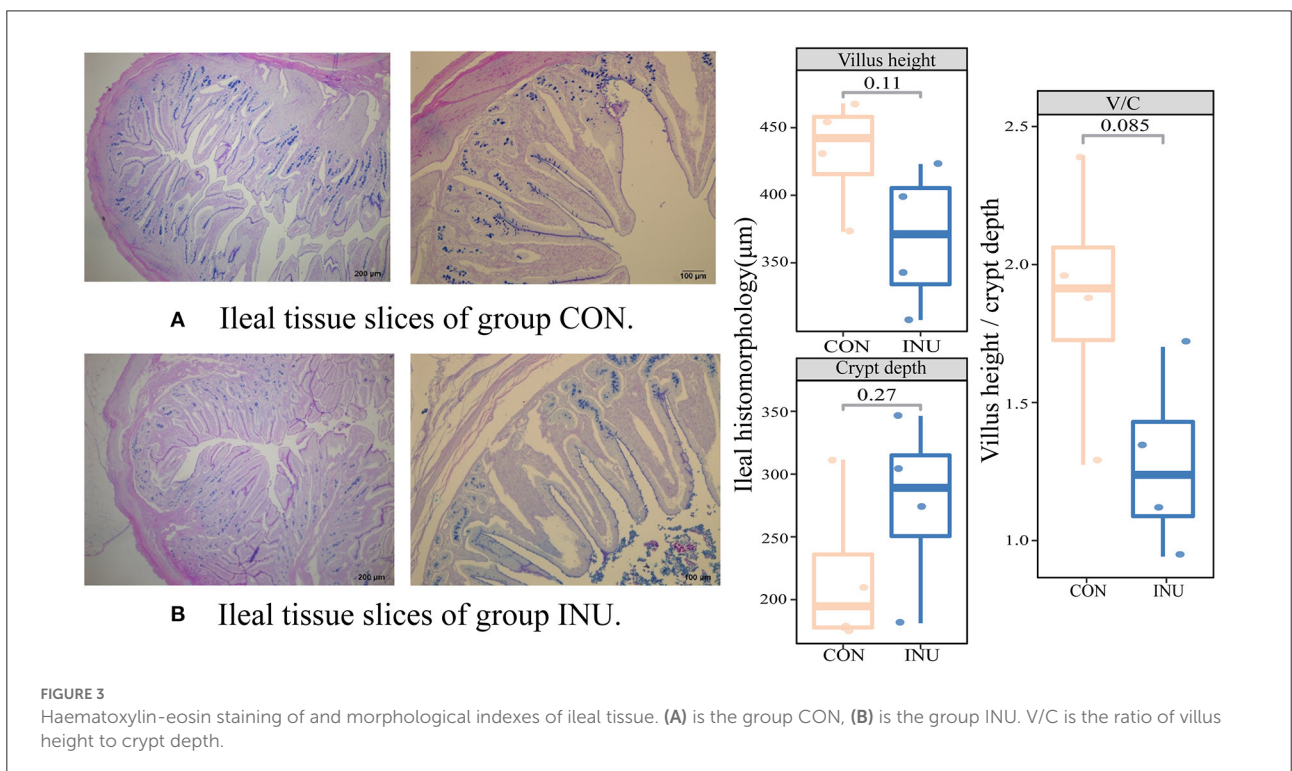 200 µm
100 µm
A Ileal tissue slices of group CON.
200 µm
100 µm
B Ileal tissue slices of group INU.
Ileal histomorphology(µm)
Villus height
0.11
450
400
350
CON INU
Crypt depth
0.27
350
300
250
200
CON INU
Villus height / crypt depth
V/C
0.085
2.5
2.0
1.5
1.0
CON INU
FIGURE 3
Haematoxylin-eosin staining of and morphological indexes of ileal tissue. (A) is the group CON, (B) is the group INU. V/C is the ratio of villus
height to crypt depth.